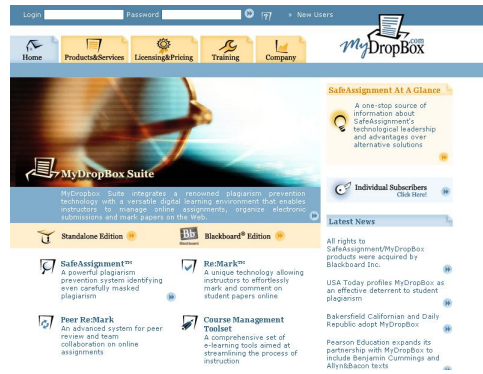 Login
Password
» New Users
Home
Products&Services
Licensing&Pricing
Training
Company
MyDropBox
.com
MyDropBox Suite
MyDropBox Suite integrates a renowned plagiarism prevention
technology with a versatile digital learning environment that enables
instructors to manage online assignments, organize electronic
submissions and mark papers on the Web.
Standalone Edition
Bb
Blackboard
Blackboard® Edition
SafeAssignment™
A powerful plagiarism
prevention system identifying
even carefully masked
plagiarism
Re:Mark™
A unique technology allowing
instructors to effortlessly
mark and comment on
student papers online
Peer Re:Mark
An advanced system for peer
review and team
collaboration on online
assignments
Course Management
Toolset
A comprehensive set of
e-learning tools aimed at
streamlining the process of
instruction
SafeAssignment At A Glance
A one-stop source of
information about
SafeAssignment's
technological leadership
and advantages over
alternative solutions
Individual Subscribers
Click Here!
Latest News
All rights to
SafeAssignment/MyDropBox
products were acquired by
Blackboard Inc.
USA Today profiles MyDropBox as
an effective deterrent to student
plagiarism
Bakersfield Californian and Daily
Republic adopt MyDropBox
Pearson Education expands its
partnership with MyDropBox to
include Benjamin Cummings and
Allyn&Bacon texts